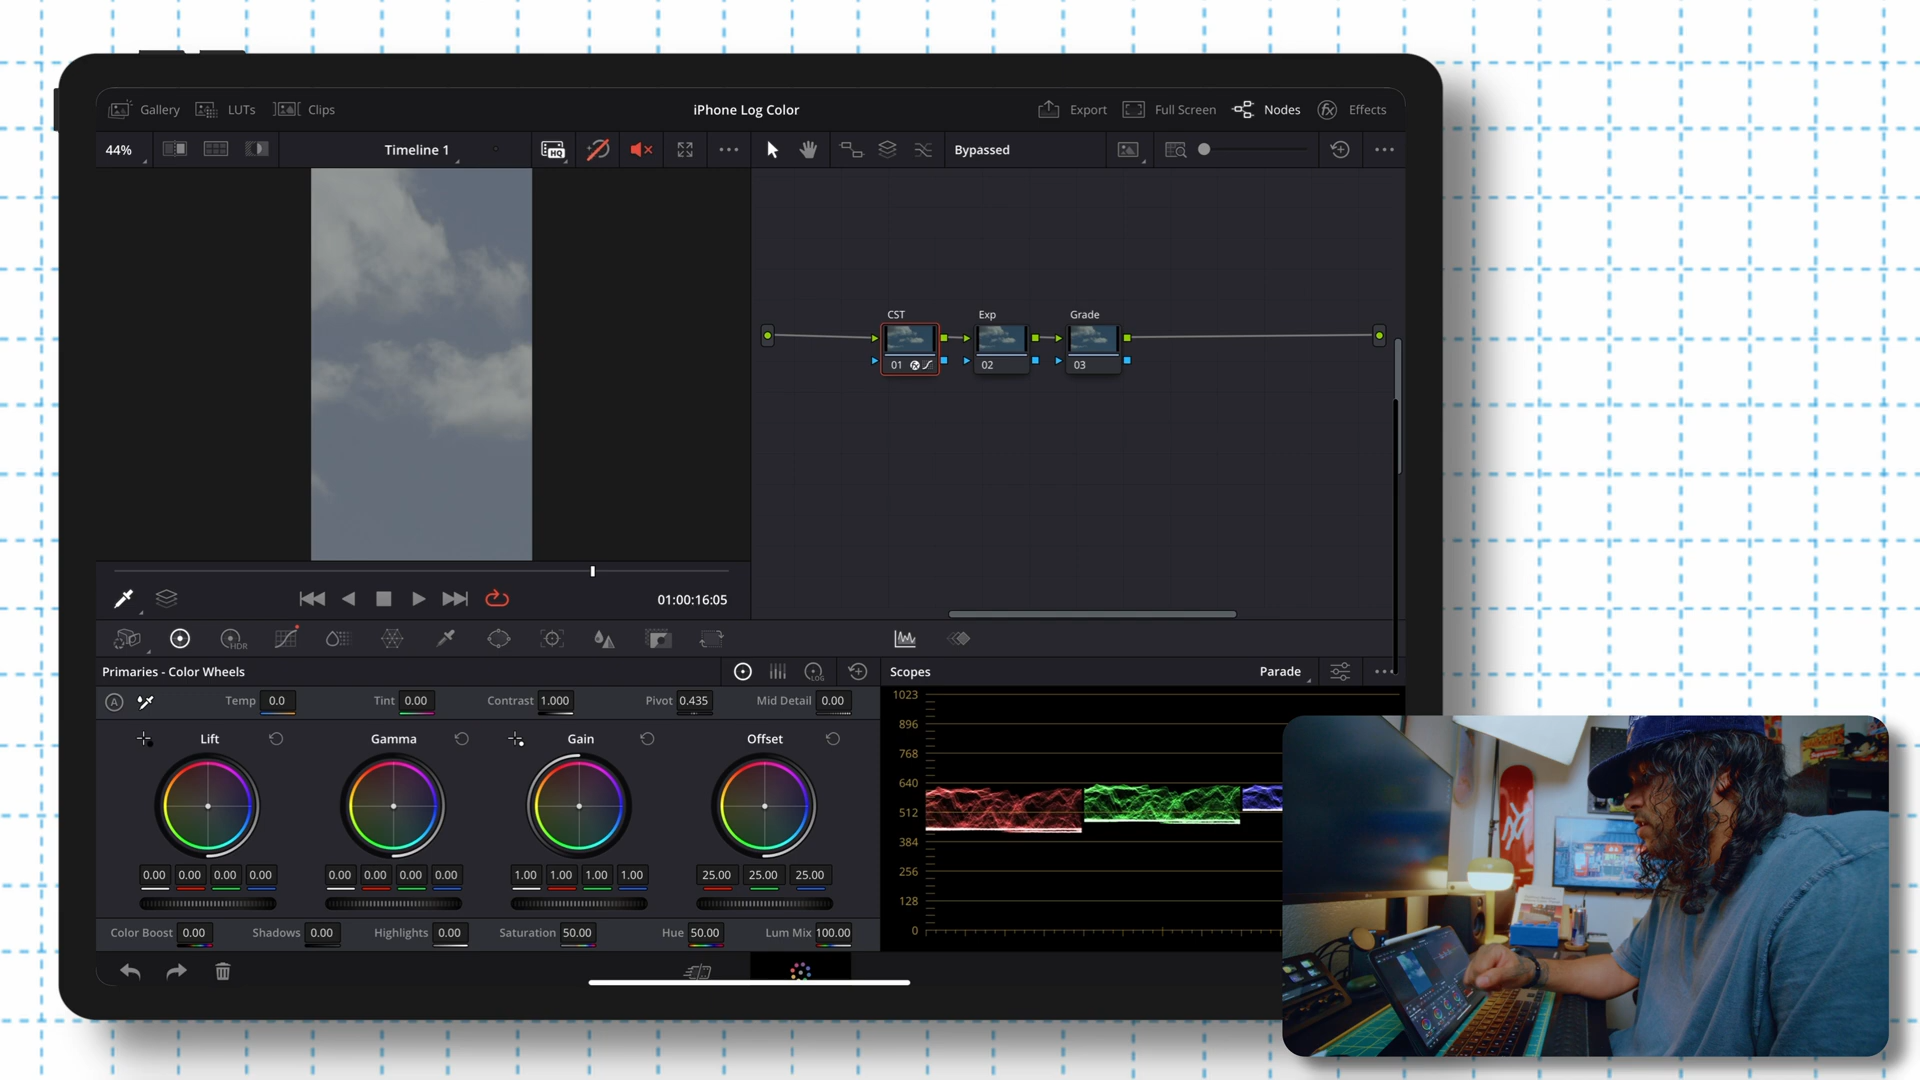 Gallery LUTs Clips iPhone Log Color Export Full Screen Nodes fx Effects
44% Timeline 1 HQ Bypassed
CST Exp Grade
01 fx 02 03
01:00:16:05
HDR
Primaries - Color Wheels LOG Scopes Parade
A Temp 0.0 Tint 0.00 Contrast 1.000 Pivot 0.435 Mid Detail 0.00
Lift Gamma Gain Offset
0.00 0.00 0.00 0.00 0.00 0.00 0.00 0.00 1.00 1.00 1.00 1.00 25.00 25.00 25.00
Color Boost 0.00 Shadows 0.00 Highlights 0.00 Saturation 50.00 Hue 50.00 Lum Mix 100.00
1023
896
768
640
512
384
256
128
0